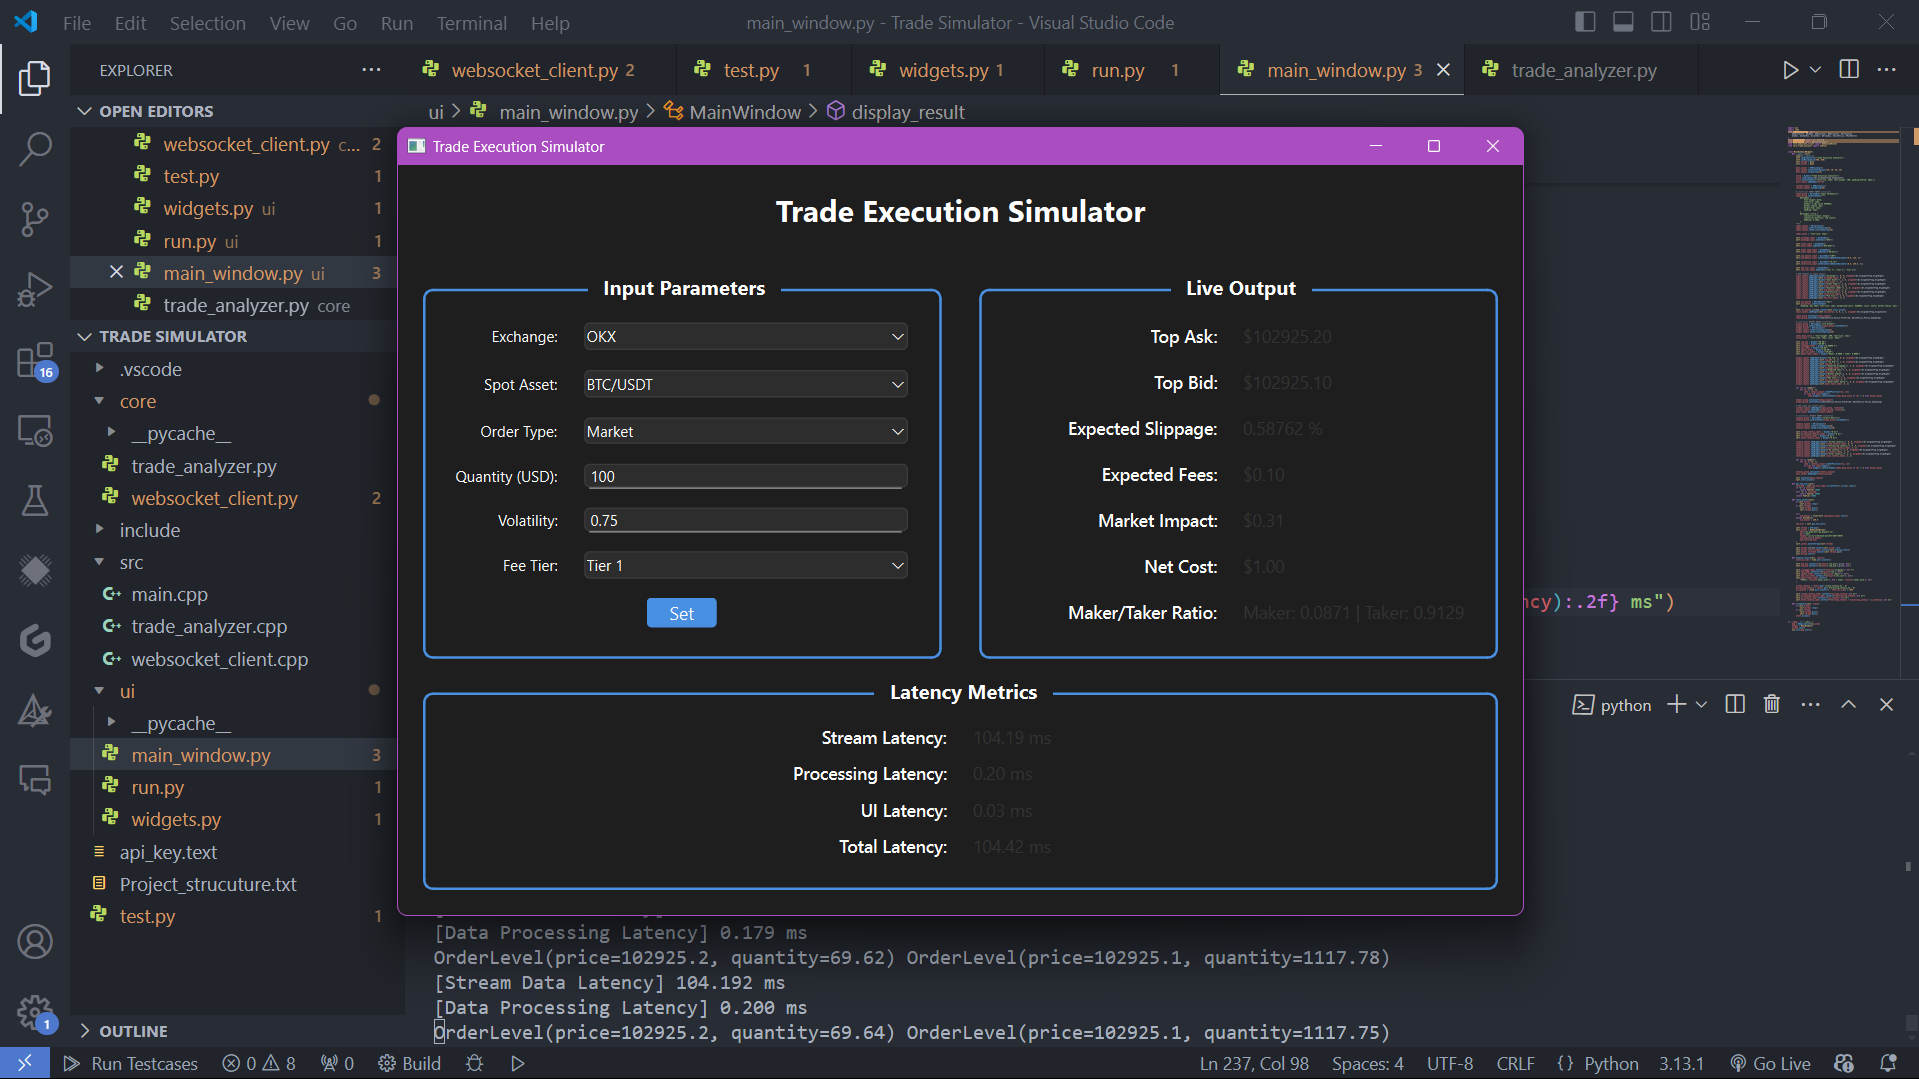 File Edit Selection View Go Run Terminal Help
main_window.py - Trade Simulator - Visual Studio Code
EXPLORER
websocket_client.py 2
test.py 1
widgets.py 1
run.py 1
main_window.py 3
trade_analyzer.py
OPEN EDITORS
websocket_client.py c... 2
test.py 1
widgets.py ui 1
run.py ui 1
main_window.py ui 3
trade_analyzer.py core
TRADE SIMULATOR
.vscode
core
__pycache__
trade_analyzer.py
websocket_client.py 2
include
src
main.cpp
trade_analyzer.cpp
websocket_client.cpp
ui
__pycache__
main_window.py 3
run.py 1
widgets.py 1
api_key.text
Project_strucuture.txt
test.py 1
OUTLINE
16
1
ui > main_window.py > MainWindow > display_result
Trade Execution Simulator
Trade Execution Simulator
Input Parameters
Exchange: OKX
Spot Asset: BTC/USDT
Order Type: Market
Quantity (USD): 100
Volatility: 0.75
Fee Tier: Tier 1
Set
Live Output
Top Ask: $102925.20
Top Bid: $102925.10
Expected Slippage: 0.58762 %
Expected Fees: $0.10
Market Impact: $0.31
Net Cost: $1.00
Maker/Taker Ratio: Maker: 0.0871 | Taker: 0.9129
Latency Metrics
Stream Latency: 104.19 ms
Processing Latency: 0.20 ms
UI Latency: 0.03 ms
Total Latency: 104.42 ms
ncy):.2f} ms")
python
[Data Processing Latency] 0.179 ms
OrderLevel(price=102925.2, quantity=69.62) OrderLevel(price=102925.1, quantity=1117.78)
[Stream Data Latency] 104.192 ms
[Data Processing Latency] 0.200 ms
OrderLevel(price=102925.2, quantity=69.64) OrderLevel(price=102925.1, quantity=1117.75)
Run Testcases 0 8 0 Build
Ln 237, Col 98 Spaces: 4 UTF-8 CRLF {} Python 3.13.1 Go Live